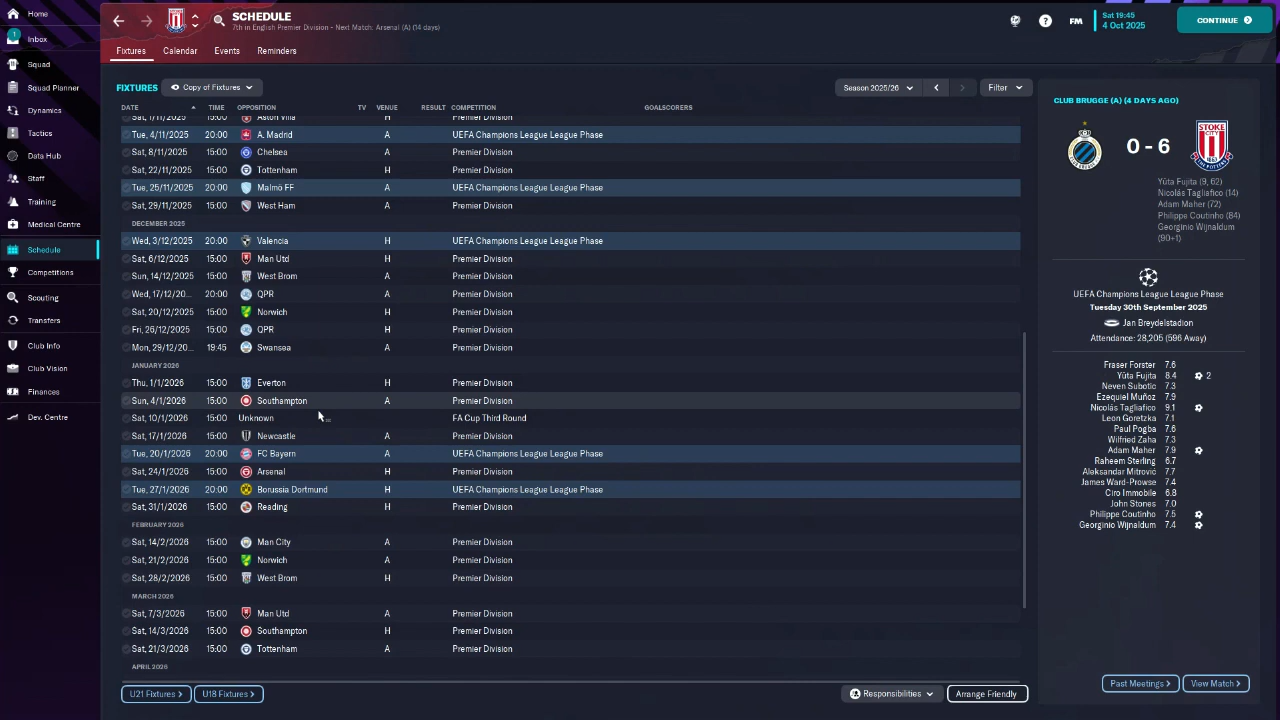 Home
1
Inbox
Squad
Squad Planner
Dynamics
Tactics
Data Hub
Staff
Training
Medical Centre
Schedule
Competitions
Scouting
Transfers
Club Info
Club Vision
Finances
Dev. Centre
SCHEDULE
7th in English Premier Division - Next Match: Arsenal (A) (14 days)
? FM Sat 19:45
4 Oct 2025
CONTINUE
Fixtures Calendar Events Reminders
FIXTURES Copy of Fixtures Season 2025/26 Filter
DATE TIME OPPOSITION TV VENUE RESULT COMPETITION GOALSCORERS
Sat, 1/11/2025 15:00 Aston Villa H Premier Division
Tue, 4/11/2025 20:00 A. Madrid A UEFA Champions League League Phase
Sat, 8/11/2025 15:00 Chelsea A Premier Division
Sat, 22/11/2025 15:00 Tottenham H Premier Division
Tue, 25/11/2025 20:00 Malmö FF A UEFA Champions League League Phase
Sat, 29/11/2025 15:00 West Ham A Premier Division
DECEMBER 2025
Wed, 3/12/2025 20:00 Valencia H UEFA Champions League League Phase
Sat, 6/12/2025 15:00 Man Utd H Premier Division
Sun, 14/12/2025 15:00 West Brom A Premier Division
Wed, 17/12/20... 20:00 QPR A Premier Division
Sat, 20/12/2025 15:00 Norwich H Premier Division
Fri, 26/12/2025 15:00 QPR H Premier Division
Mon, 29/12/20... 19:45 Swansea A Premier Division
JANUARY 2026
Thu, 1/1/2026 15:00 Everton H Premier Division
Sun, 4/1/2026 15:00 Southampton A Premier Division
Sat, 10/1/2026 15:00 Unknown FA Cup Third Round
Sat, 17/1/2026 15:00 Newcastle A Premier Division
Tue, 20/1/2026 20:00 FC Bayern A UEFA Champions League League Phase
Sat, 24/1/2026 15:00 Arsenal H Premier Division
Tue, 27/1/2026 20:00 Borussia Dortmund H UEFA Champions League League Phase
Sat, 31/1/2026 15:00 Reading H Premier Division
FEBRUARY 2026
Sat, 14/2/2026 15:00 Man City A Premier Division
Sat, 21/2/2026 15:00 Norwich A Premier Division
Sat, 28/2/2026 15:00 West Brom H Premier Division
MARCH 2026
Sat, 7/3/2026 15:00 Man Utd A Premier Division
Sat, 14/3/2026 15:00 Southampton H Premier Division
Sat, 21/3/2026 15:00 Tottenham A Premier Division
APRIL 2026
U21 Fixtures > U18 Fixtures > Responsibilities Arrange Friendly
CLUB BRUGGE (A) (4 DAYS AGO)
0 - 6
STOKE CITY
1863
THE POTTERS
Yūta Fujita (9, 62)
Nicolás Tagliafico (14)
Adam Maher (72)
Philippe Coutinho (84)
Georginio Wijnaldum
(90+1)
UEFA Champions League League Phase
Tuesday 30th September 2025
Jan Breydelstadion
Attendance: 28,205 (596 Away)
Fraser Forster 7.6
Yūta Fujita 8.4 2
Neven Subotic 7.3
Ezequiel Muñoz 7.9
Nicolás Tagliafico 9.1
Leon Goretzka 7.1
Paul Pogba 7.6
Wilfried Zaha 7.3
Adam Maher 7.9
Raheem Sterling 6.7
Aleksandar Mitrović 7.7
James Ward-Prowse 7.4
Ciro Immobile 6.8
John Stones 7.0
Philippe Coutinho 7.5
Georginio Wijnaldum 7.4
Past Meetings > View Match >